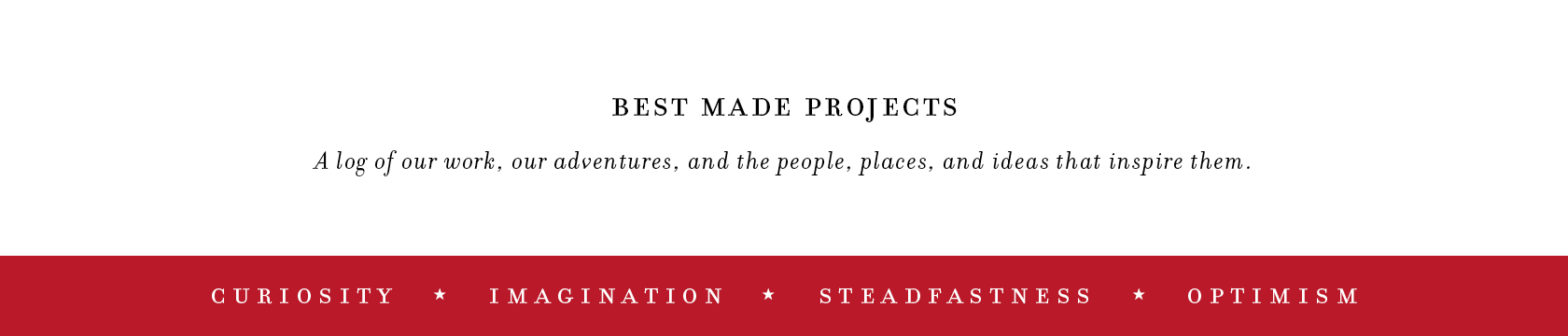 BEST MADE PROJECTS
A log of our work, our adventures, and the people, places, and ideas that inspire them.
CURIOSITY ★ IMAGINATION ★ STEADFASTNESS ★ OPTIMISM